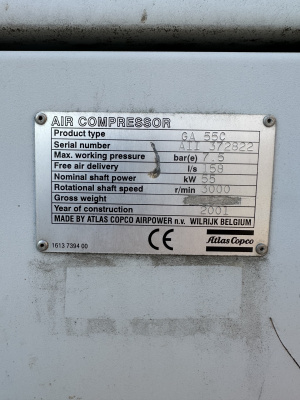 AIR COMPRESSOR
Product type GA 55C
Serial number AII 372822
Max. working pressure bar(e) 7.5
Free air delivery l/s 158
Nominal shaft power kW 55
Rotational shaft speed r/min 3000
Gross weight
Year of construction 2001
MADE BY ATLAS COPCO AIRPOWER n.v. WILRIJK BELGIUM
1613 7394 00 CE Atlas Copco